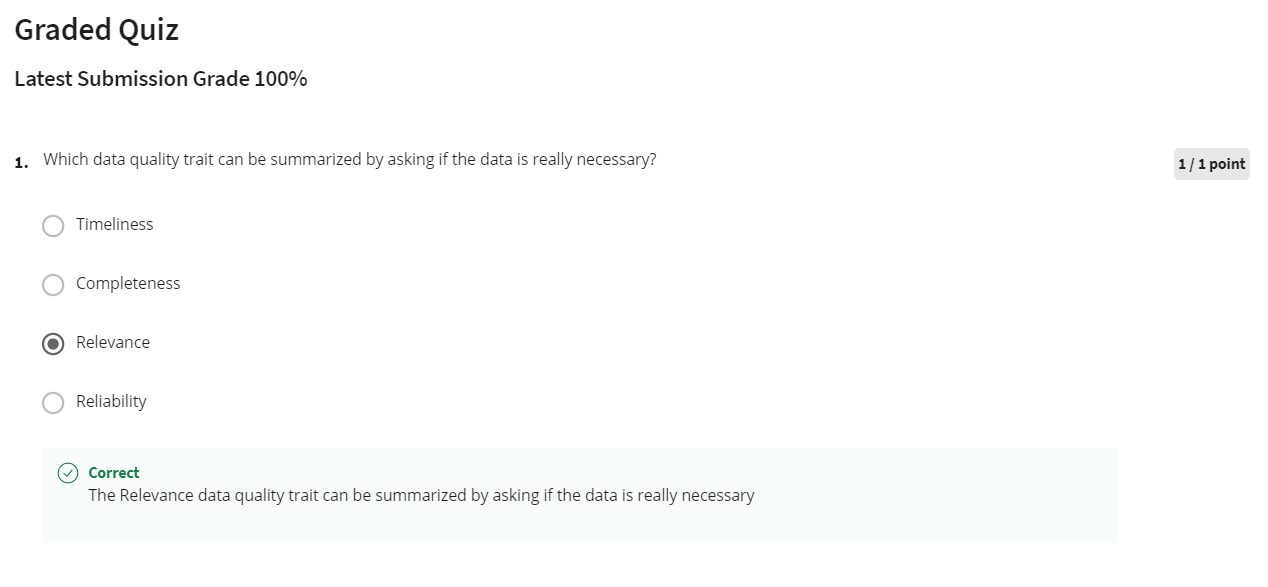 Graded Quiz
Latest Submission Grade 100%
1. Which data quality trait can be summarized by asking if the data is really necessary?
1 / 1 point
Timeliness
Completeness
Relevance
Reliability
Correct
The Relevance data quality trait can be summarized by asking if the data is really necessary